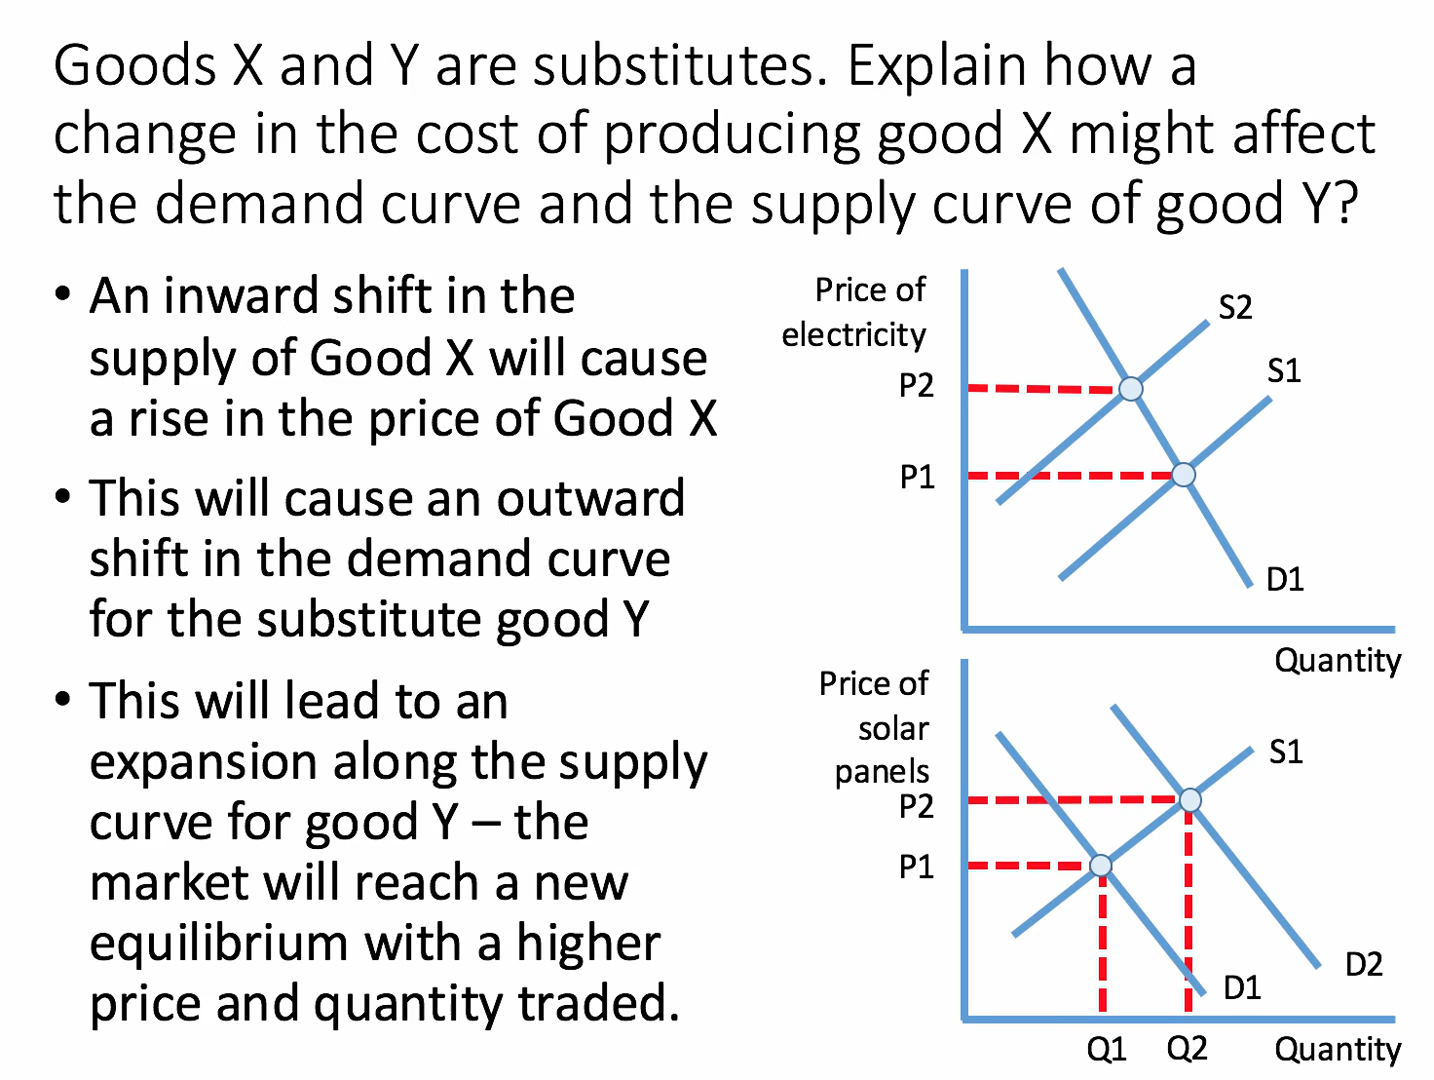 Goods X and Y are substitutes. Explain how a
change in the cost of producing good X might affect
the demand curve and the supply curve of good Y?
• An inward shift in the
supply of Good X will cause
a rise in the price of Good X
• This will cause an outward
shift in the demand curve
for the substitute good Y
• This will lead to an
expansion along the supply
curve for good Y – the
market will reach a new
equilibrium with a higher
price and quantity traded.
Price of
electricity
S2
S1
P2
P1
D1
Quantity
Price of
solar
panels
S1
P2
P1
D2
D1
Q1
Q2
Quantity